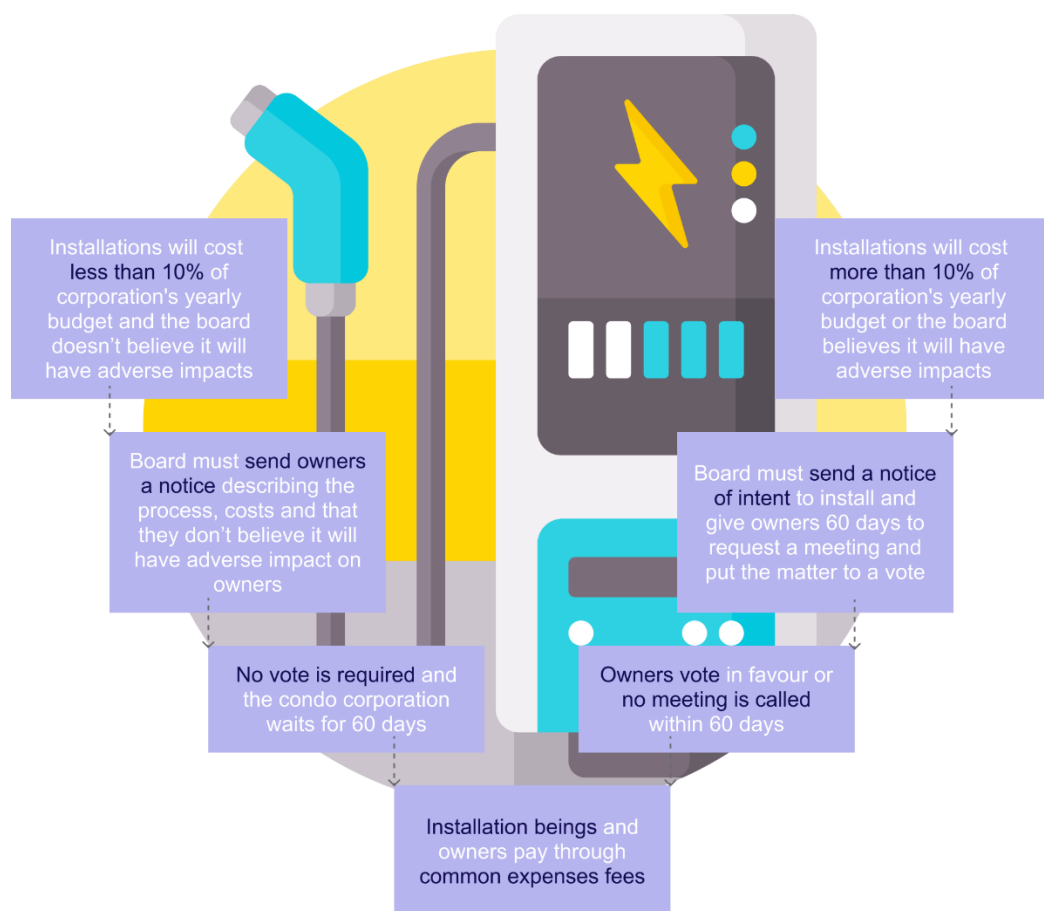 Installations will cost
less than 10% of
corporation's yearly
budget and the board
doesn’t believe it will
have adverse impacts
Board must send owners
a notice describing the
process, costs and that
they don’t believe it will
have adverse impact on
owners
No vote is required and
the condo corporation
waits for 60 days
Installations will cost
more than 10% of
corporation's yearly
budget or the board
believes it will have
adverse impacts
Board must send a notice
of intent to install and
give owners 60 days to
request a meeting and
put the matter to a vote
Owners vote in favour or
no meeting is called
within 60 days
Installation beings and
owners pay through
common expenses fees